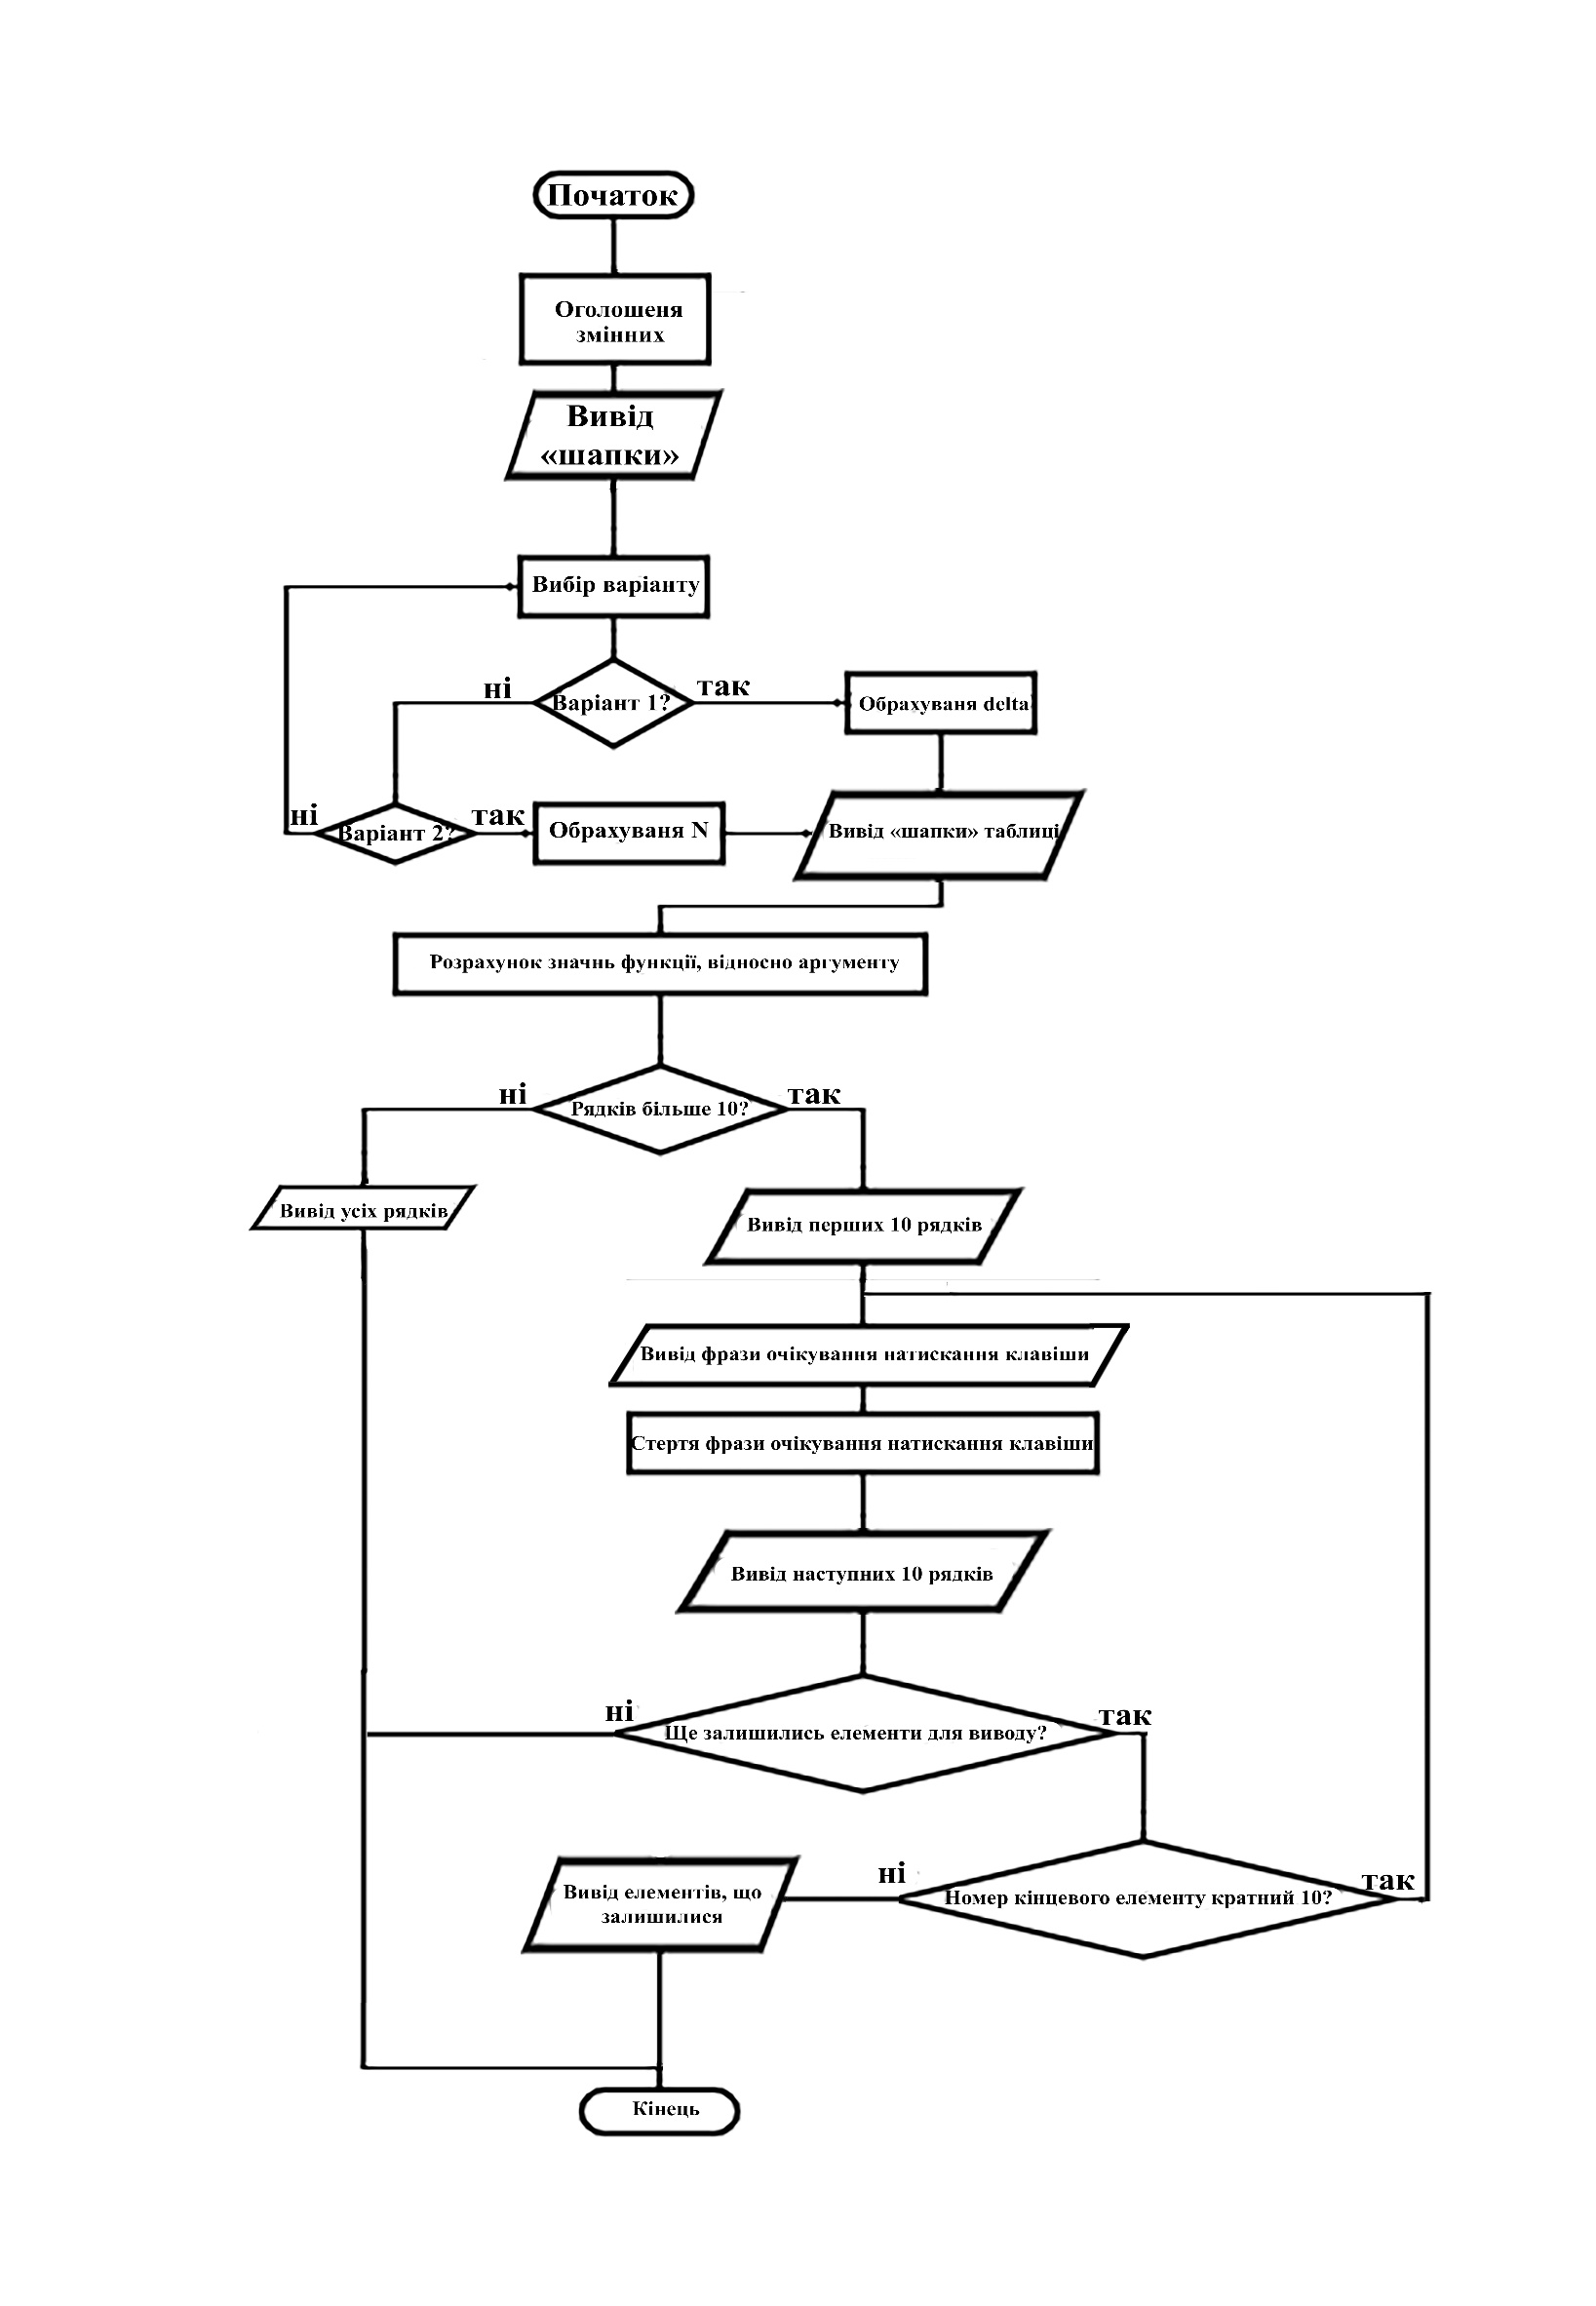 Початок
Оголошеня
змінних
Вивід
«шапки»
Вибір варіанту
ні
Варіант 1?
так
Обрахуваня delta
ні
Варіант 2?
так
Обрахуваня N
Вивід «шапки» таблиці
Розрахунок значнь функції, відносно аргументу
ні
Рядків більше 10?
так
Вивід усіх рядків
Вивід перших 10 рядків
Вивід фрази очікування натискання клавіши
Стертя фрази очікування натискання клавіши
Вивід наступних 10 рядків
ні
Ще залишились елементи для виводу?
так
ні
Номер кінцевого елементу кратний 10?
так
Вивід елементів, що
залишилися
Кінець